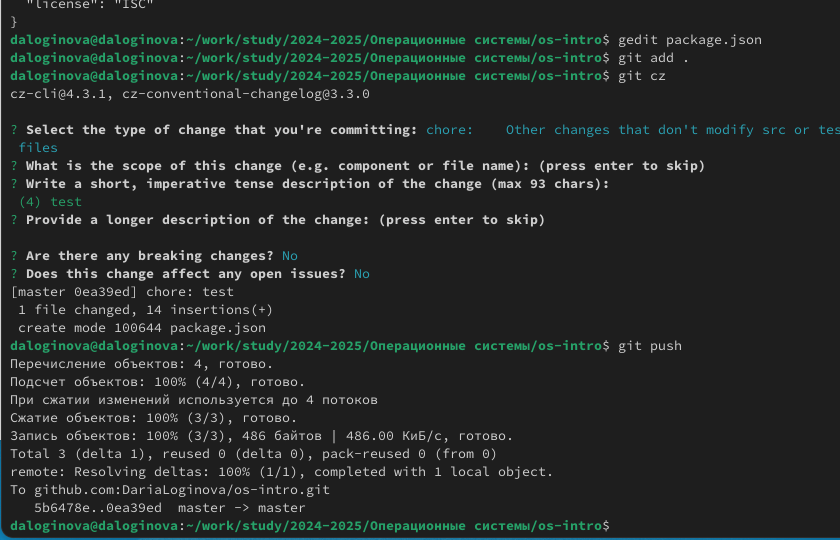 "license": "ISC"
}
daloginova@daloginova:~/work/study/2024-2025/Операционные системы/os-intro$ gedit package.json
daloginova@daloginova:~/work/study/2024-2025/Операционные системы/os-intro$ git add .
daloginova@daloginova:~/work/study/2024-2025/Операционные системы/os-intro$ git cz
cz-cli@4.3.1, cz-conventional-changelog@3.3.0
? Select the type of change that you're committing: chore:    Other changes that don't modify src or tes
files
? What is the scope of this change (e.g. component or file name): (press enter to skip)
? Write a short, imperative tense description of the change (max 93 chars):
(4) test
? Provide a longer description of the change: (press enter to skip)
? Are there any breaking changes? No
? Does this change affect any open issues? No
[master 0ea39ed] chore: test
1 file changed, 14 insertions(+)
create mode 100644 package.json
daloginova@daloginova:~/work/study/2024-2025/Операционные системы/os-intro$ git push
Перечисление объектов: 4, готово.
Подсчет объектов: 100% (4/4), готово.
При сжатии изменений используется до 4 потоков
Сжатие объектов: 100% (3/3), готово.
Запись объектов: 100% (3/3), 486 байтов | 486.00 КиБ/с, готово.
Total 3 (delta 1), reused 0 (delta 0), pack-reused 0 (from 0)
remote: Resolving deltas: 100% (1/1), completed with 1 local object.
To github.com:DariaLoginova/os-intro.git
5b6478e..0ea39ed  master -> master
daloginova@daloginova:~/work/study/2024-2025/Операционные системы/os-intro$